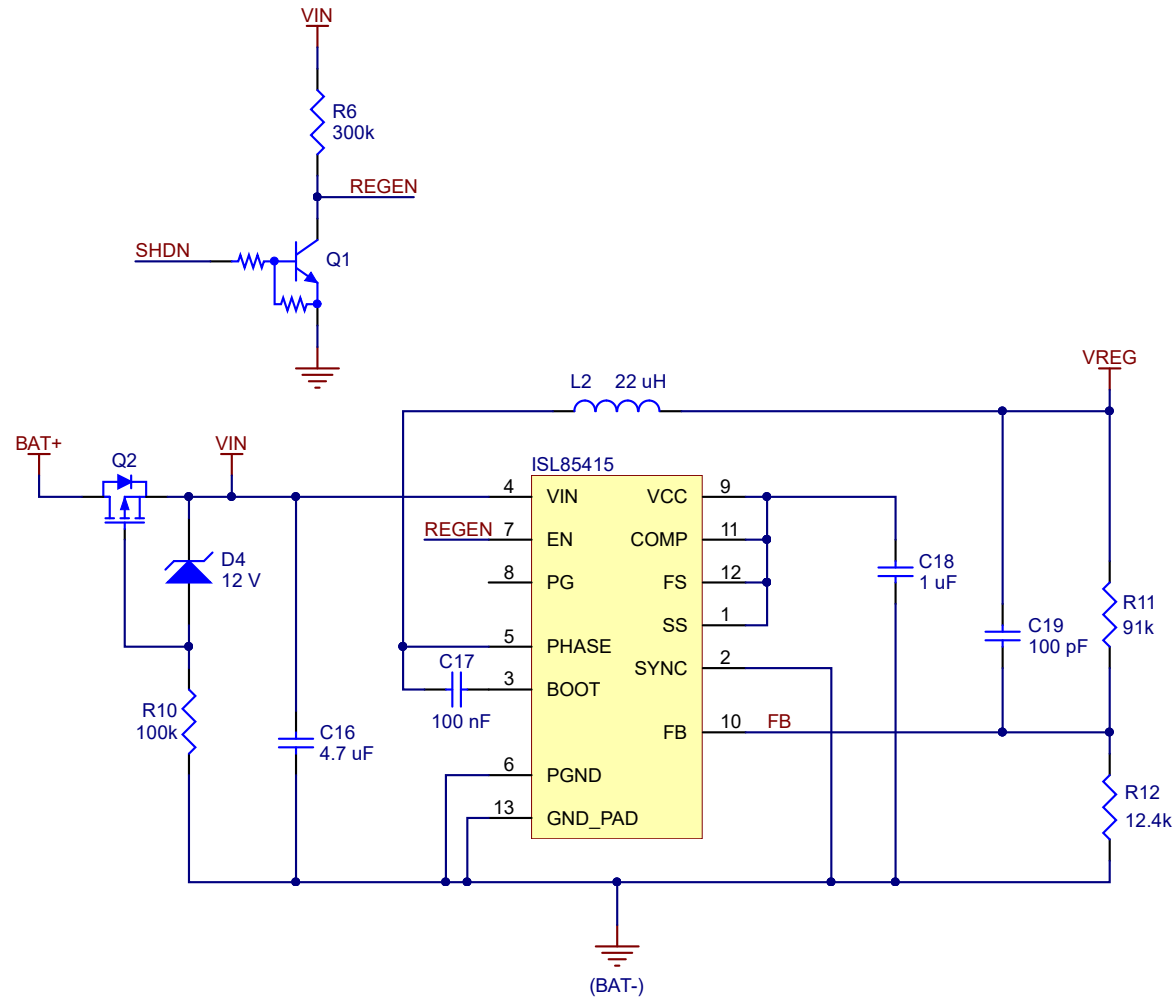 VIN
R6
300k
REGEN
SHDN
Q1
VREG
L2 22 uH
BAT+
Q2
VIN
ISL85415
4 VIN VCC 9
REGEN 7 EN COMP 11
D4
12 V
8 PG FS 12
C18
1 uF
SS 1
R11
91k
C19
100 pF
5 PHASE
SYNC 2
C17
100 nF
3 BOOT
R10
100k
C16
4.7 uF
FB 10 FB
6 PGND
R12
12.4k
13 GND_PAD
(BAT-)